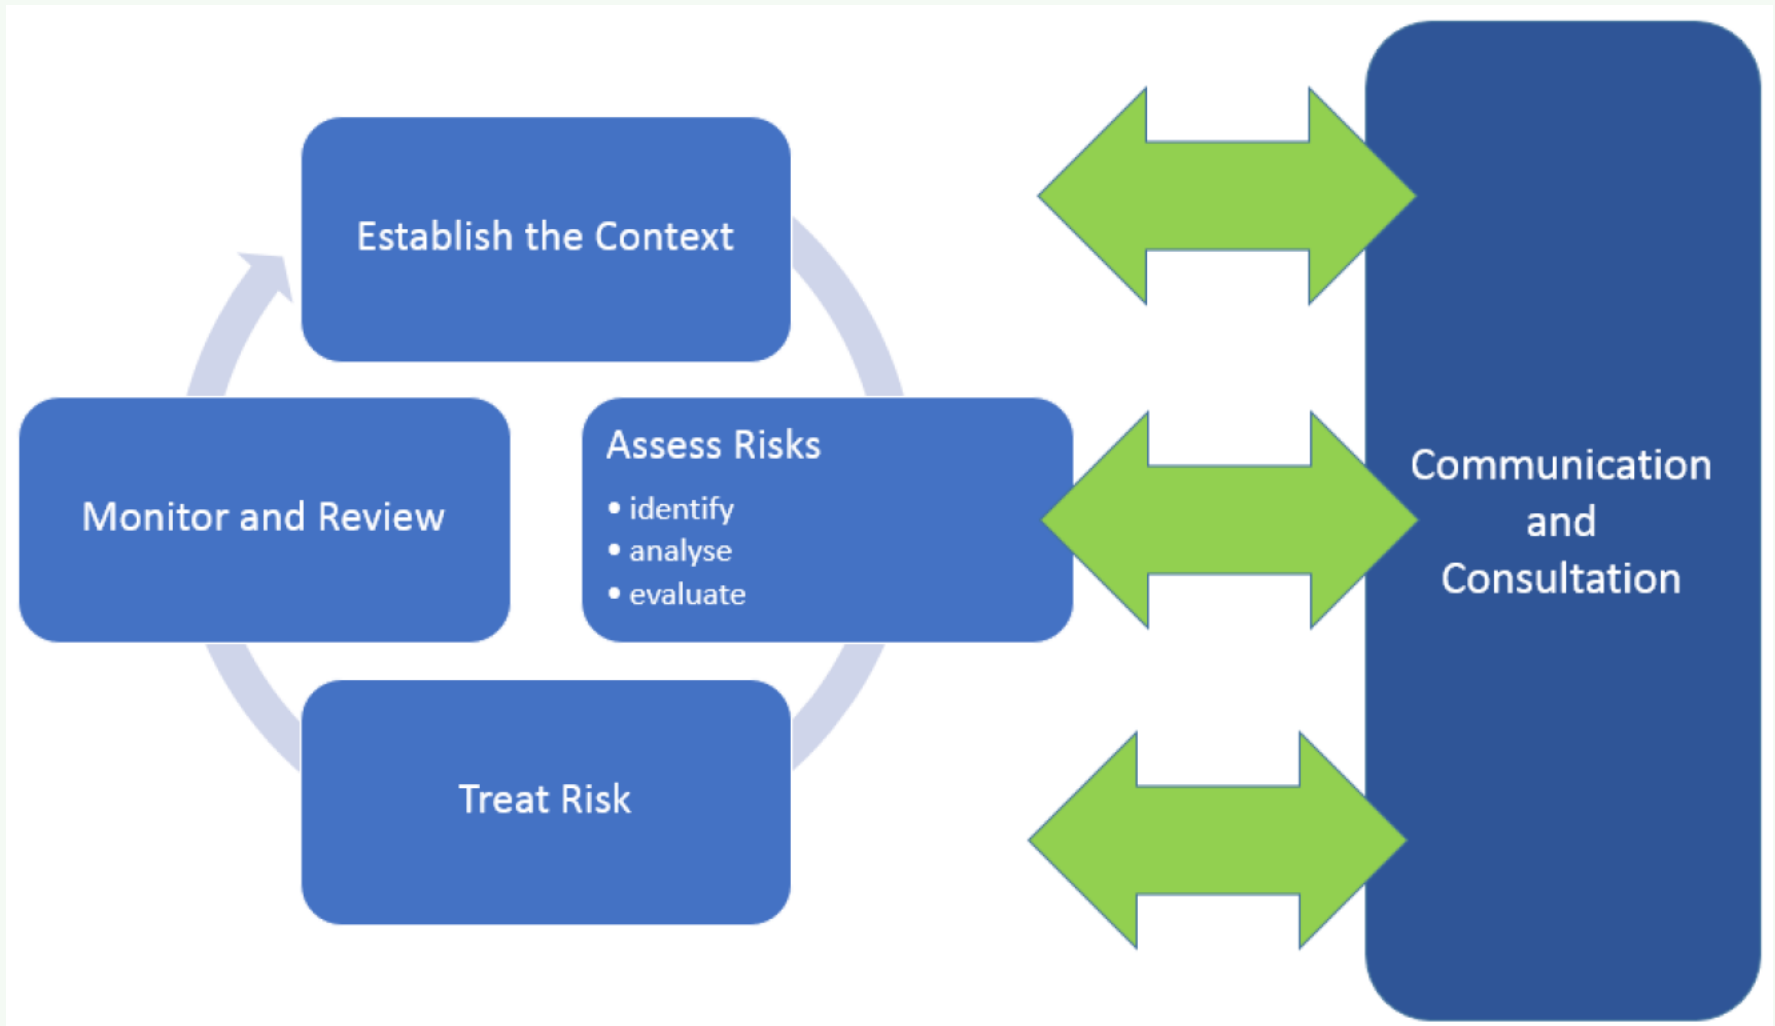 Establish the Context
Monitor and Review
Assess Risks
• identify
• analyse
• evaluate
Treat Risk
Communication
and
Consultation